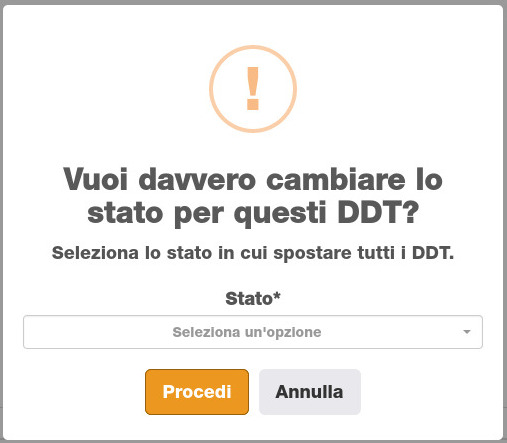 !
Vuoi davvero cambiare lo
stato per questi DDT?
Seleziona lo stato in cui spostare tutti i DDT.
Stato*
Seleziona un'opzione
Procedi Annulla